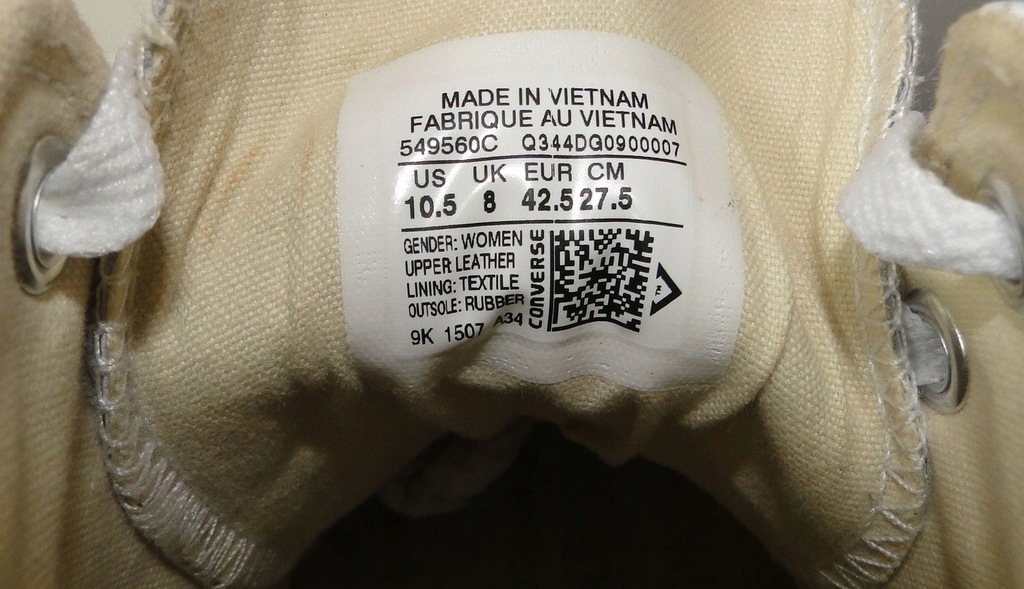 MADE IN VIETNAM
FABRIQUE AU VIETNAM
549560C Q344DG0900007
US UK EUR CM
10.5 8 42.5 27.5
GENDER: WOMEN
UPPER LEATHER
LINING: TEXTILE
OUTSOLE: RUBBER
9K 1507 A34
CONVERSE